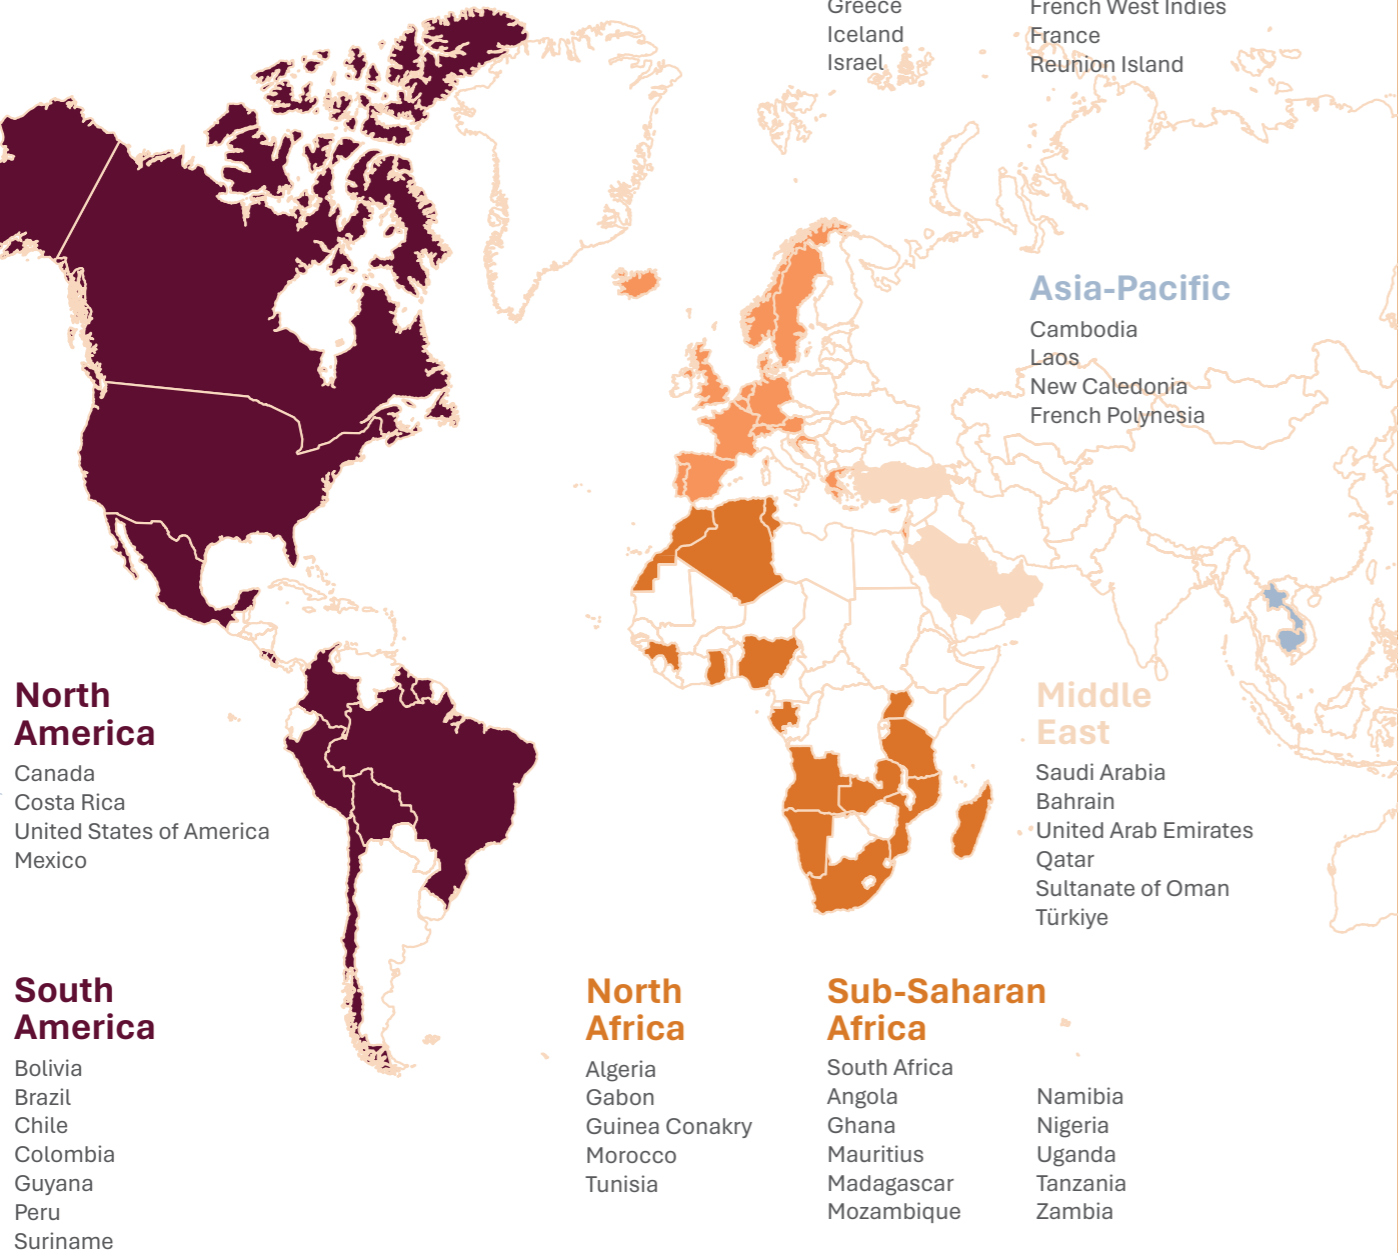 Greece
Iceland
Israel
French West Indies
France
Reunion Island
Asia-Pacific
Cambodia
Laos
New Caledonia
French Polynesia
North
America
Canada
Costa Rica
United States of America
Mexico
Middle
East
Saudi Arabia
Bahrain
United Arab Emirates
Qatar
Sultanate of Oman
Türkiye
South
America
Bolivia
Brazil
Chile
Colombia
Guyana
Peru
Suriname
North
Africa
Algeria
Gabon
Guinea Conakry
Morocco
Tunisia
Sub-Saharan
Africa
South Africa
Angola
Ghana
Mauritius
Madagascar
Mozambique
Namibia
Nigeria
Uganda
Tanzania
Zambia